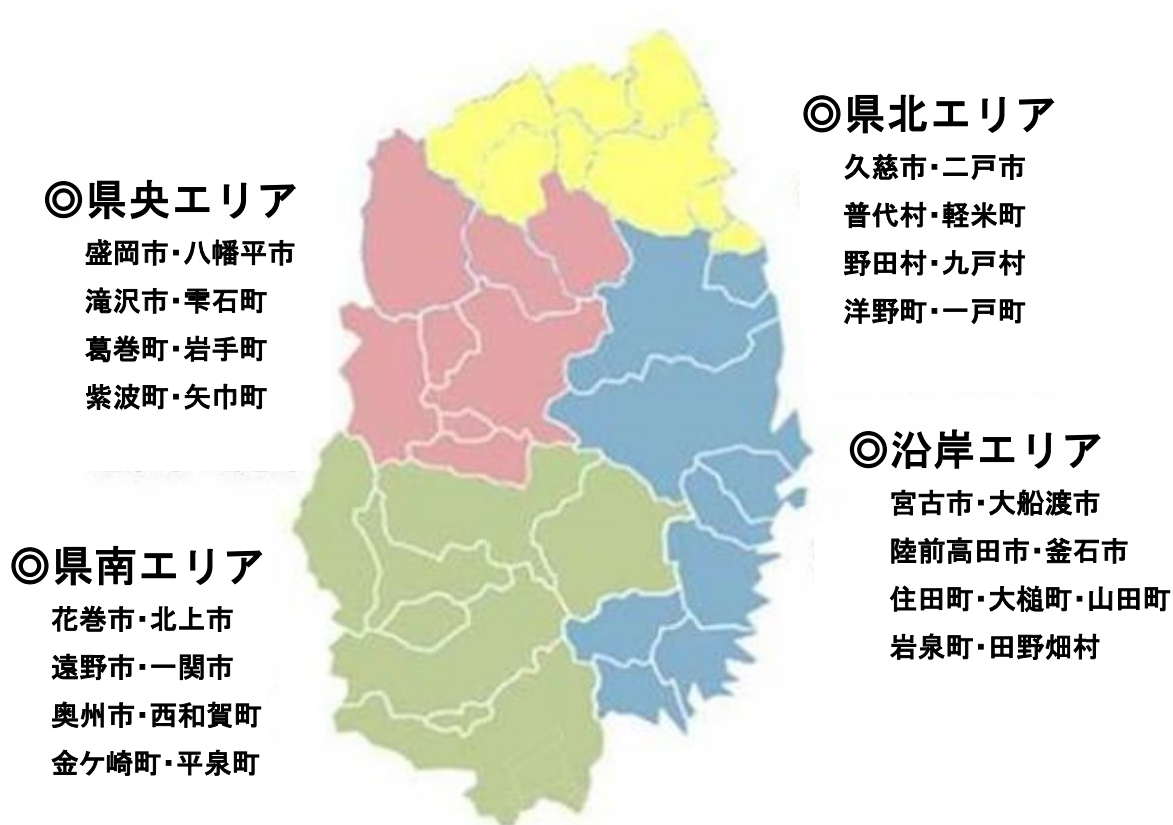 ◎県央エリア
盛岡市・八幡平市
滝沢市・雫石町
葛巻町・岩手町
紫波町・矢巾町
◎県南エリア
花巻市・北上市
遠野市・一関市
奥州市・西和賀町
金ケ崎町・平泉町
◎県北エリア
久慈市・二戸市
普代村・軽米町
野田村・九戸村
洋野町・一戸町
◎沿岸エリア
宮古市・大船渡市
陸前高田市・釜石市
住田町・大槌町・山田町
岩泉町・田野畑村